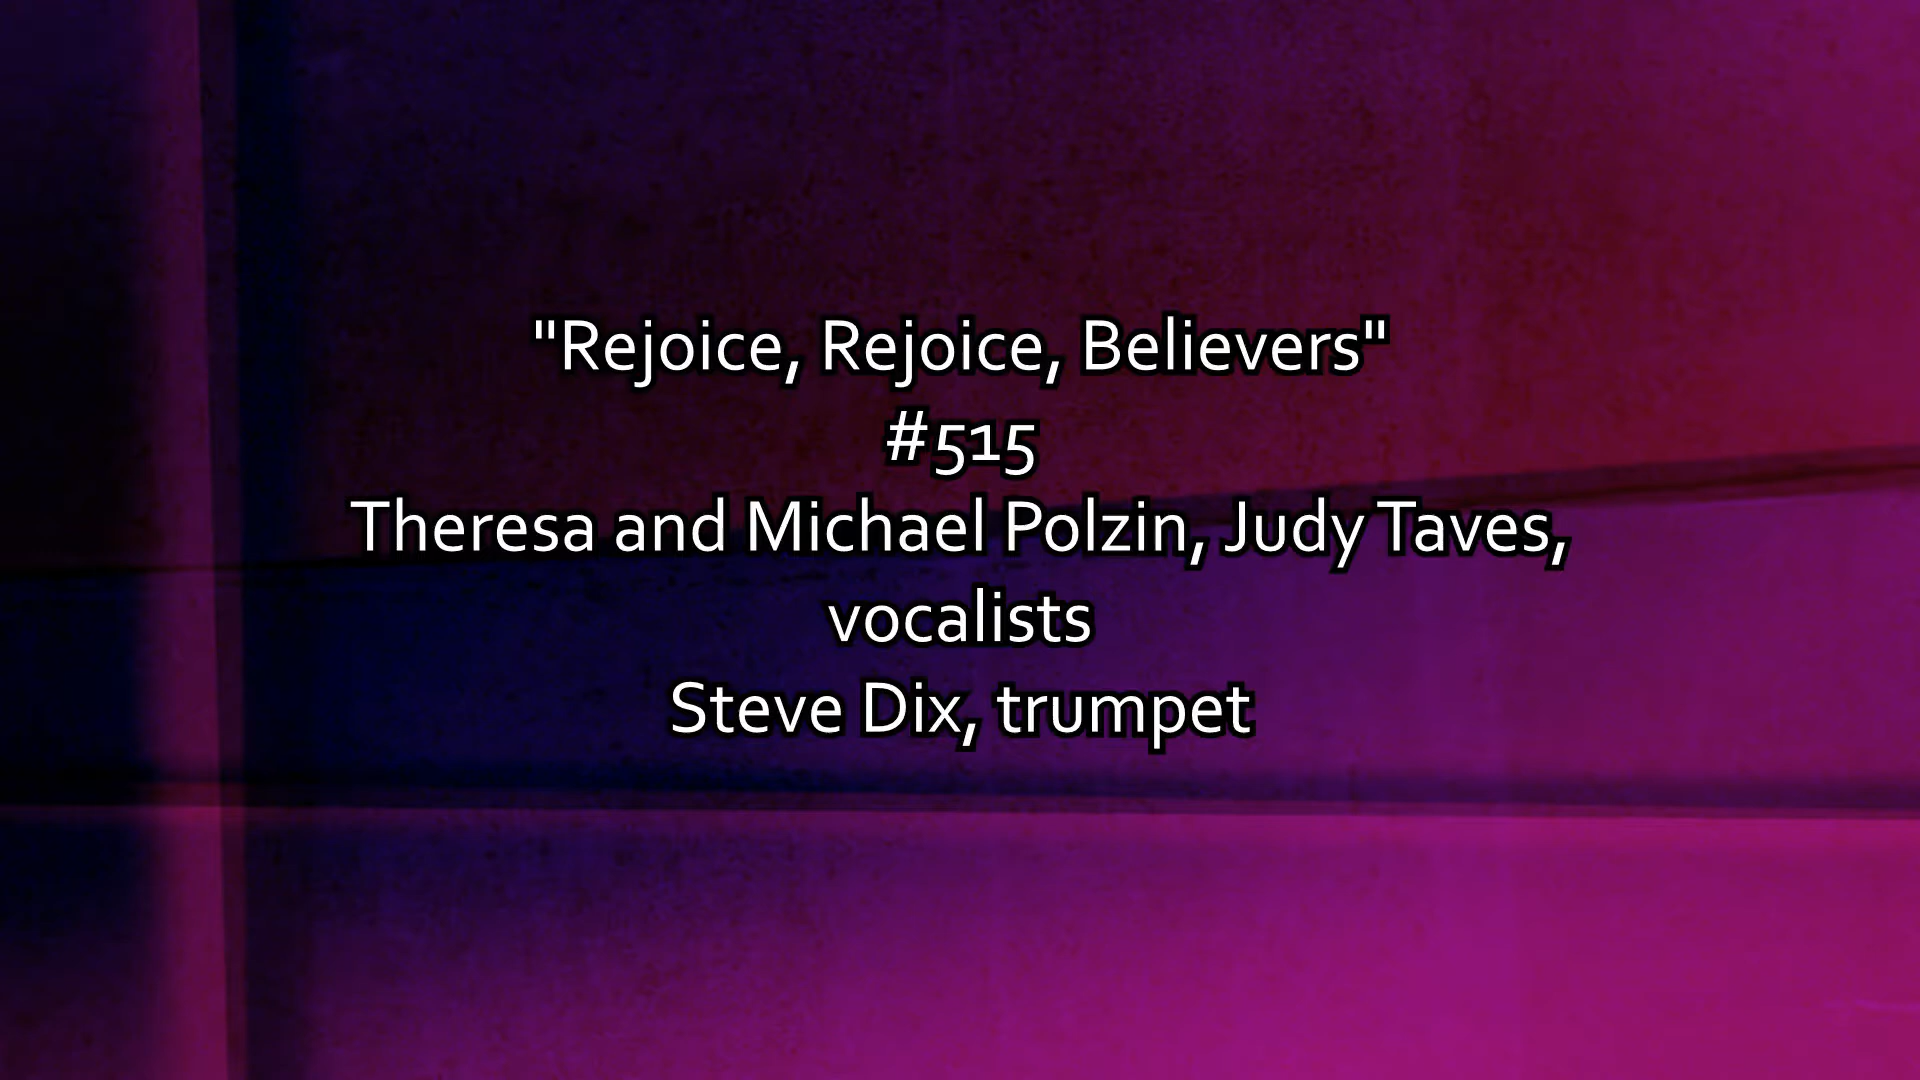 "Rejoice, Rejoice, Believers"
#515
Theresa and Michael Polzin, Judy Taves,
vocalists
Steve Dix, trumpet